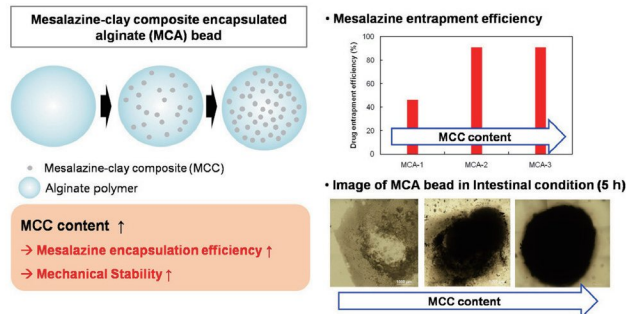 Mesalazine-clay composite encapsulated
alginate (MCA) bead
Mesalazine-clay composite (MCC)
Alginate polymer
MCC content ↑
→ Mesalazine encapsulation efficiency ↑
→ Mechanical Stability ↑
• Mesalazine entrapment efficiency
Drug entrapment efficiency (%)
100
80
60
40
20
0
MCC content
MCA-1 MCA-2 MCA-3
• Image of MCA bead in Intestinal condition (5 h)
MCC content